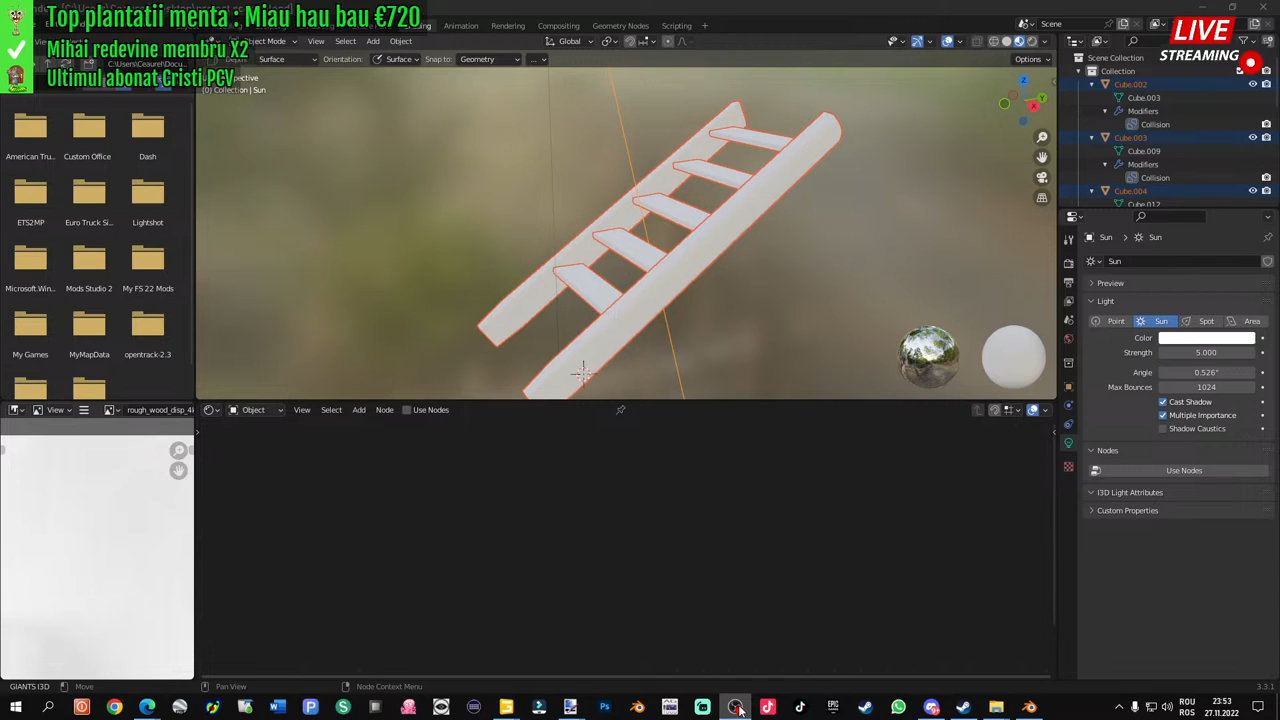 Top plantatii menta : Miau hau bau €720
Mihai redevine membru X2
Ultimul abonat Cristi PCV
LIVE
STREAMING
Animation
Rendering
Compositing
Geometry Nodes
Scripting
+
Scene
Mode
View
Select
Add
Object
Global
Options
Depth:
Surface
Orientation:
Surface
Snap to:
Geometry
...
(0) Collection | Sun
Z
Y
X
American Tru...
Custom Office
Dash
ETS2MP
Euro Truck Si...
Lightshot
Microsoft.Win...
Mods Studio 2
My FS 22 Mods
My Games
MyMapData
opentrack-2.3
Scene Collection
Collection
Cube.002
Cube.003
Modifiers
Collision
Cube.003
Cube.009
Modifiers
Collision
Cube.004
Cube.012
Sun
Sun
Sun
Preview
Light
Point
Sun
Spot
Area
Color
Strength
5.000
Angle
0.526°
Max Bounces
1024
Cast Shadow
Multiple Importance
Shadow Caustics
Nodes
Use Nodes
I3D Light Attributes
Custom Properties
View
rough_wood_disp_4k
Object
View
Select
Add
Node
Use Nodes
GIANTS I3D
Move
Pan View
Node Context Menu
3.3.1
ROU
ROS
23:53
27.11.2022